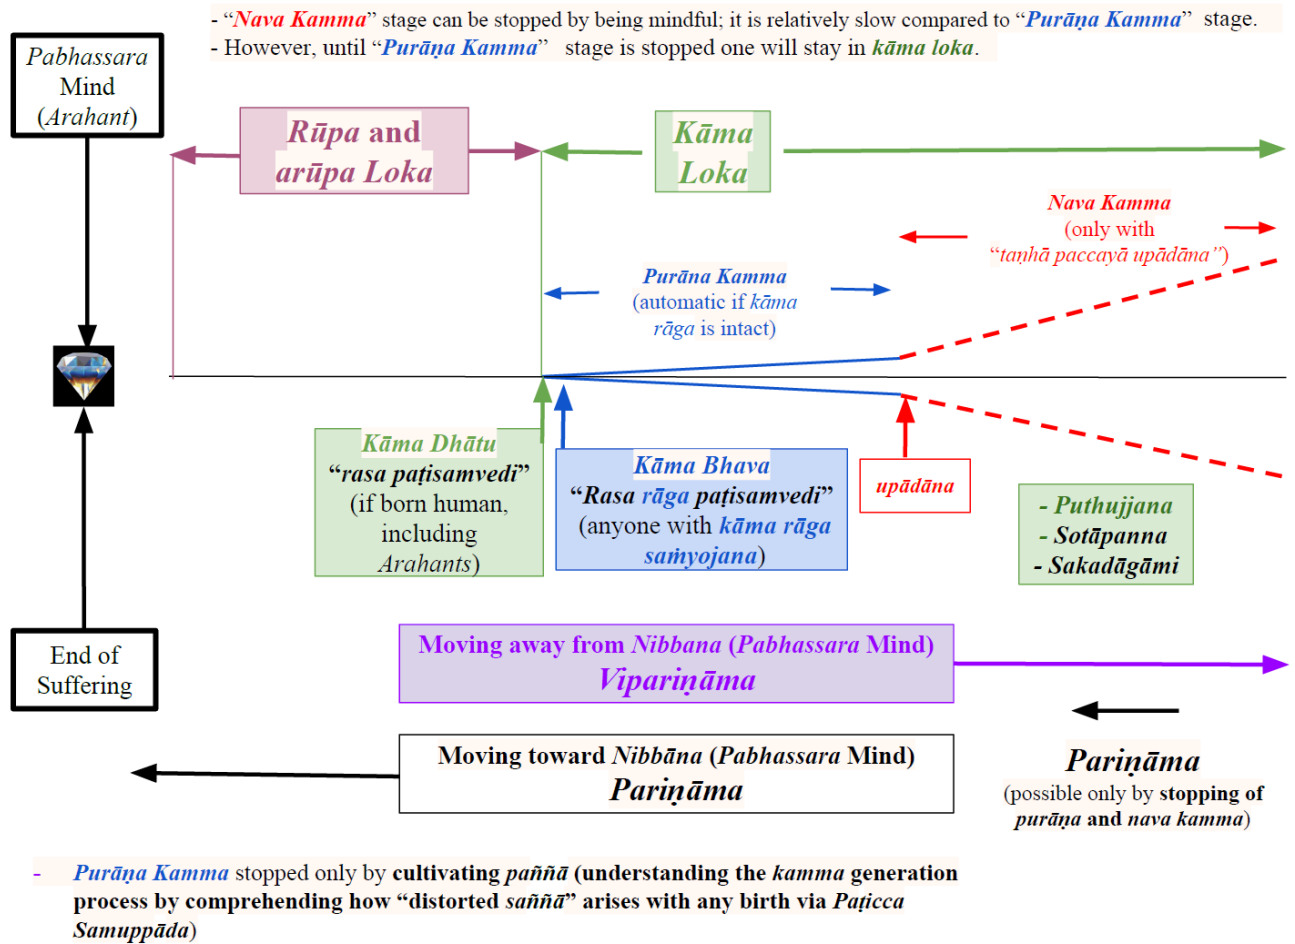 - “Nava Kamma” stage can be stopped by being mindful; it is relatively slow compared to “Purāṇa Kamma” stage.
- However, until “Purāṇa Kamma” stage is stopped one will stay in kāma loka.
Pabhassara
Mind
(Arahant)
Rūpa and
arūpa Loka
Kāma
Loka
Nava Kamma
(only with
“taṇhā paccayā upādāna”)
Purāna Kamma
(automatic if kāma
rāga is intact)
Kāma Dhātu
“rasa paṭisamvedi”
(if born human,
including
Arahants)
Kāma Bhava
“Rasa rāga paṭisamvedi”
(anyone with kāma rāga
saṁyojana)
upādāna
- Puthujjana
- Sotāpanna
- Sakadāgāmi
End of
Suffering
Moving away from Nibbana (Pabhassara Mind)
Vipariṇāma
Moving toward Nibbāna (Pabhassara Mind)
Pariṇāma
Pariṇāma
(possible only by stopping of
purāṇa and nava kamma)
- Purāṇa Kamma stopped only by cultivating paññā (understanding the kamma generation
process by comprehending how “distorted saññā” arises with any birth via Paṭicca
Samuppāda)